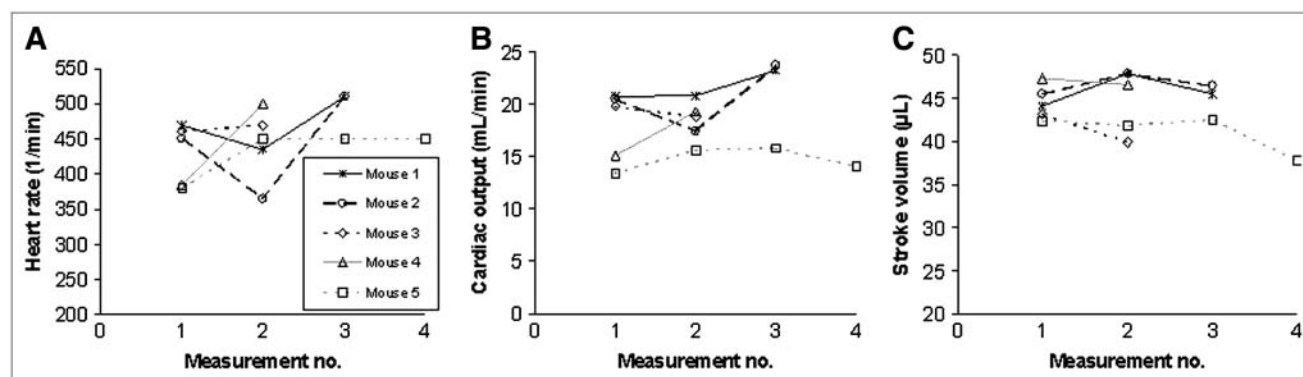 A
Heart rate (1/min)
550
500
450
400
350
300
250
200
0 1 2 3 4
Measurement no.
Mouse 1
Mouse 2
Mouse 3
Mouse 4
Mouse 5
B
Cardiac output (mL/min)
25
20
15
10
5
0
0 1 2 3 4
Measurement no.
C
Stroke volume (µL)
50
45
40
35
30
25
20
0 1 2 3 4
Measurement no.